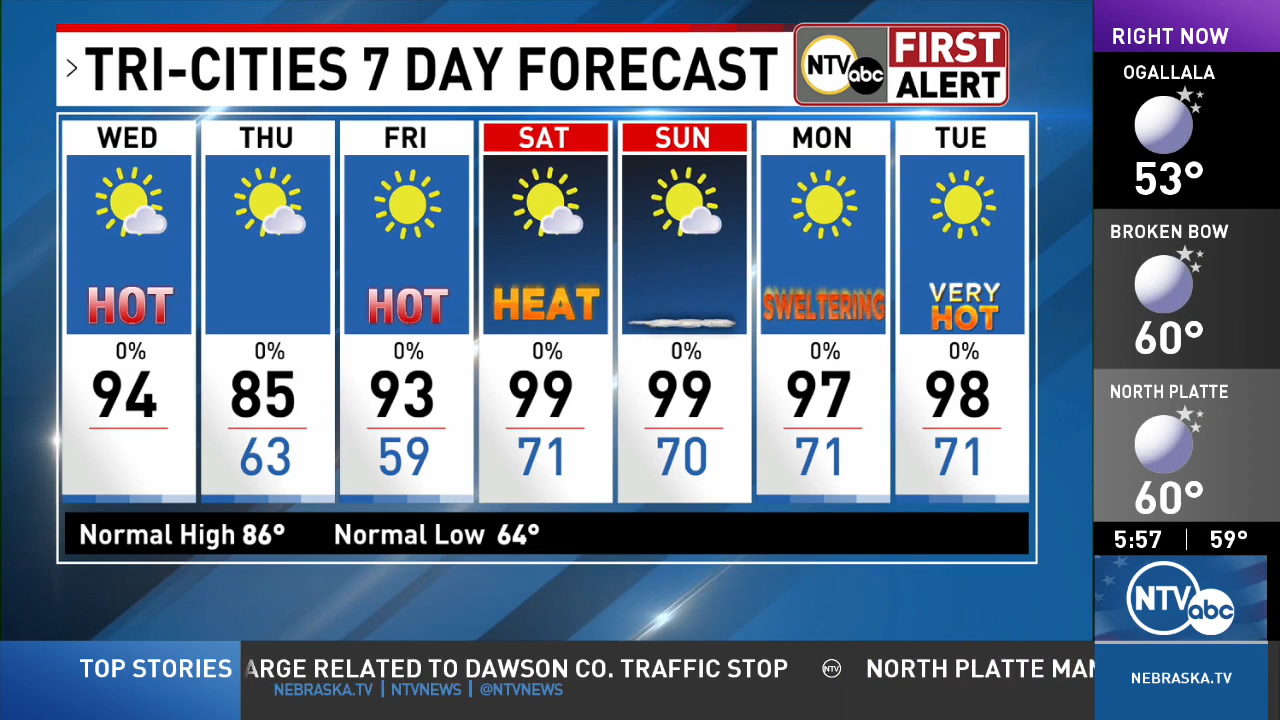 > TRI-CITIES 7 DAY FORECAST
NTV abc
FIRST
ALERT
WED THU FRI SAT SUN MON TUE
HOT HOT HEAT SWELTERING VERY HOT
0% 0% 0% 0% 0% 0% 0%
94 85 93 99 99 97 98
63 59 71 70 71 71
Normal High 86° Normal Low 64°
RIGHT NOW
OGALLALA
53°
BROKEN BOW
60°
NORTH PLATTE
60°
5:57 | 59°
NTV abc
NEBRASKA.TV
TOP STORIES ARGE RELATED TO DAWSON CO. TRAFFIC STOP NTV NORTH PLATTE MAN
NEBRASKA.TV | NTVNEWS | @NTVNEWS